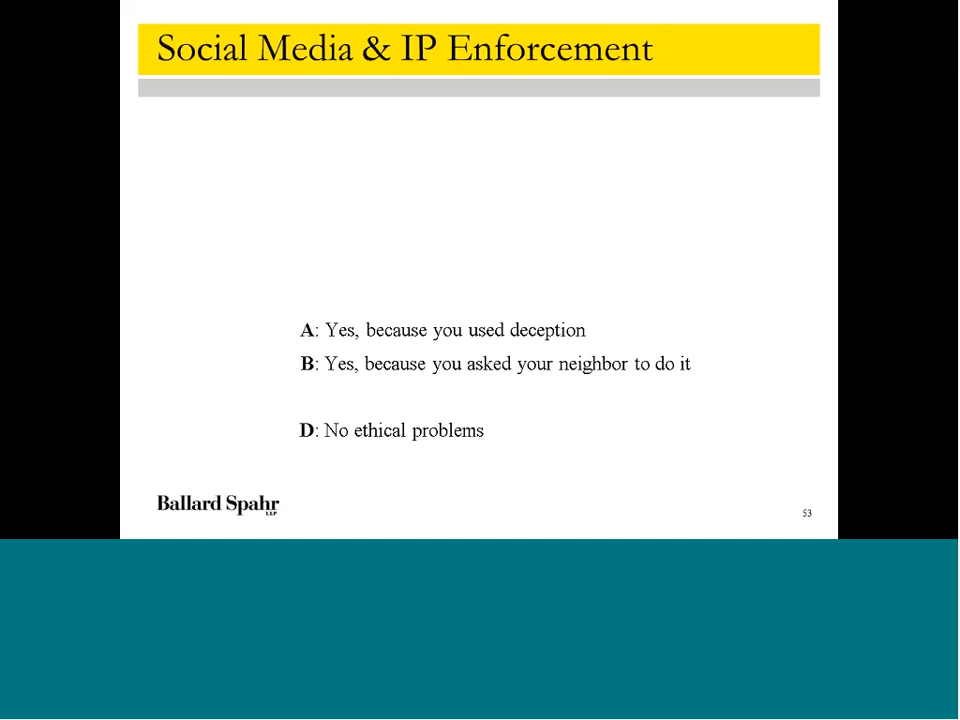 Social Media & IP Enforcement
A: Yes, because you used deception
B: Yes, because you asked your neighbor to do it
D: No ethical problems
Ballard Spahr
LLP
53